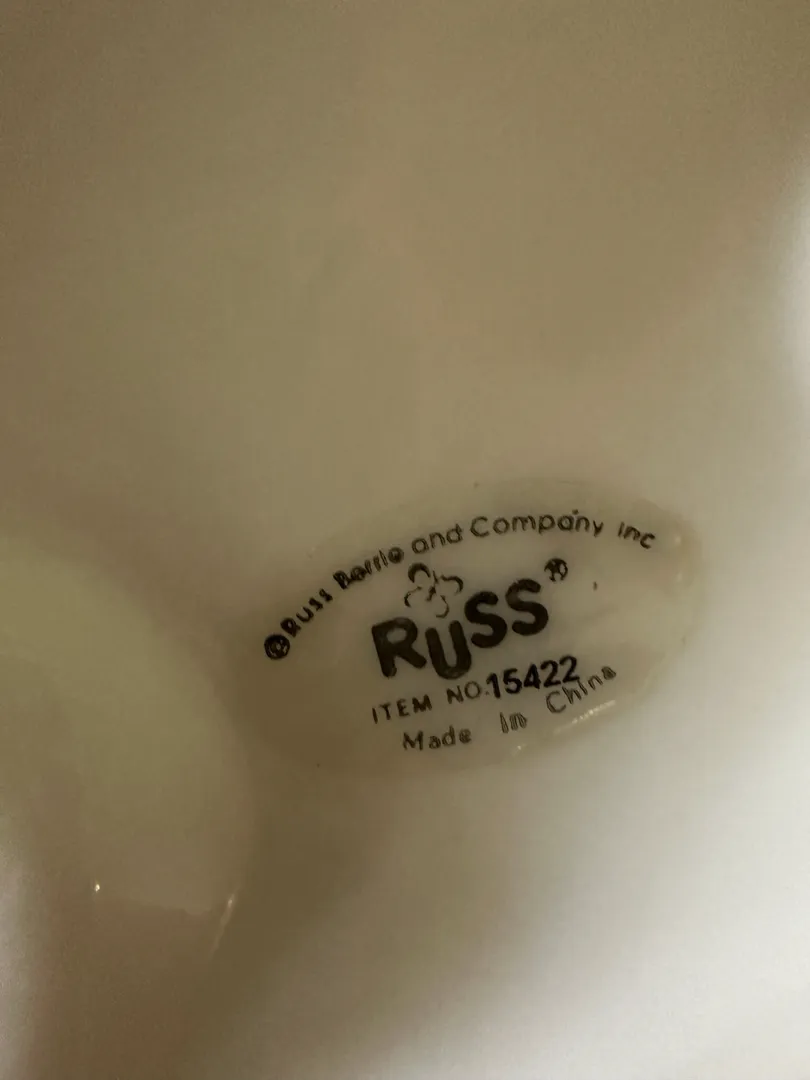 ©Russ Berrie and Company Inc
RUSS®
ITEM NO.15422
Made in China